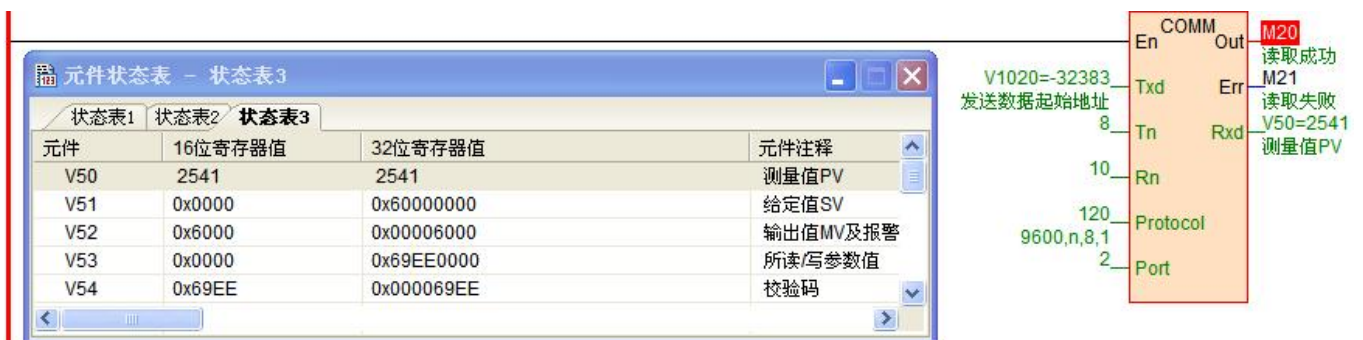 元件状态表 - 状态表3
状态表1 状态表2 状态表3
元件 16位寄存器值 32位寄存器值 元件注释
V50 2541 2541 测量值PV
V51 0x0000 0x60000000 给定值SV
V52 0x6000 0x00006000 输出值MV及报警
V53 0x0000 0x69EE0000 所读/写参数值
V54 0x69EE 0x000069EE 校验码
COMM
En Out M20
读取成功
V1020=-32383 Txd Err M21
发送数据起始地址 读取失败
8 Tn Rxd V50=2541
测量值PV
10 Rn
120 Protocol
9600,n,8,1
2 Port